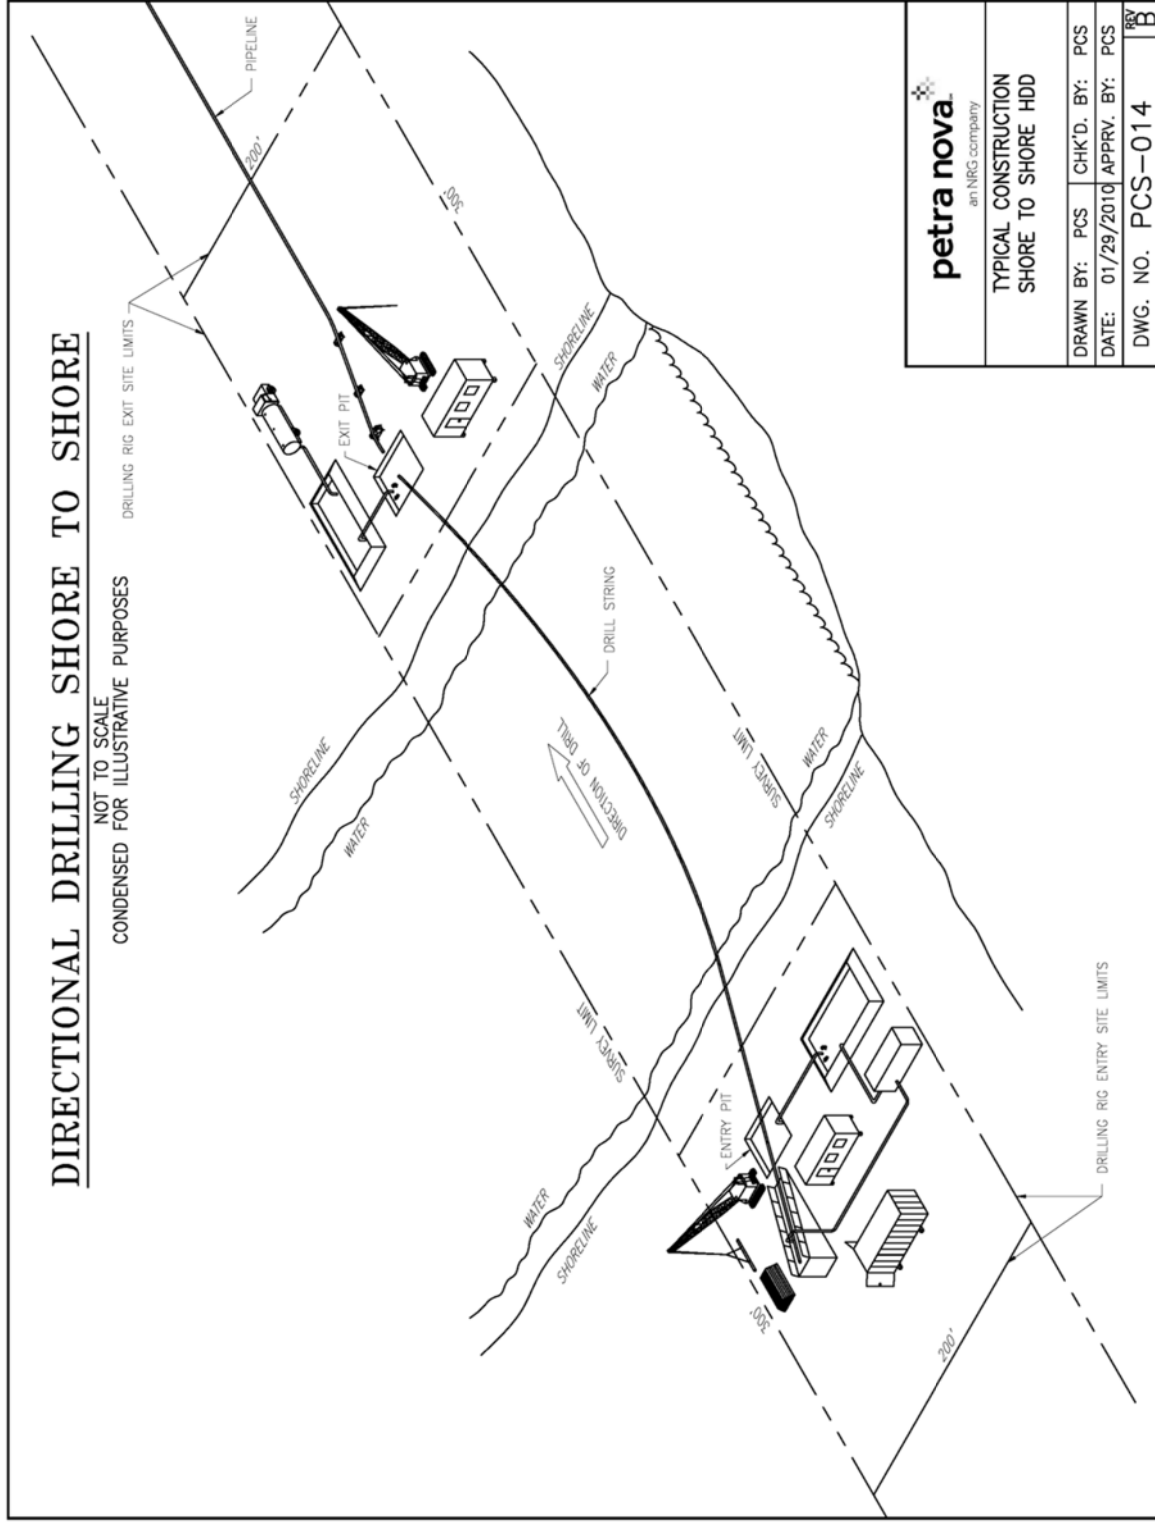 DIRECTIONAL DRILLING SHORE TO SHORE
NOT TO SCALE
CONDENSED FOR ILLUSTRATIVE PURPOSES
DRILLING RIG EXIT SITE LIMITS
PIPELINE
200'
300'
EXIT PIT
SHORELINE
WATER
SHORELINE
WATER
DRILL STRING
DIRECTION OF DRILL
SURVEY LIMIT
WATER
SHORELINE
SURVEY LIMIT
WATER
SHORELINE
ENTRY PIT
300'
200'
DRILLING RIG ENTRY SITE LIMITS
petra nova
an NRG company
TYPICAL CONSTRUCTION
SHORE TO SHORE HDD
DRAWN BY: PCS CHK'D. BY: PCS
DATE: 01/29/2010 APPRV. BY: PCS
DWG. NO. PCS-014 REV B